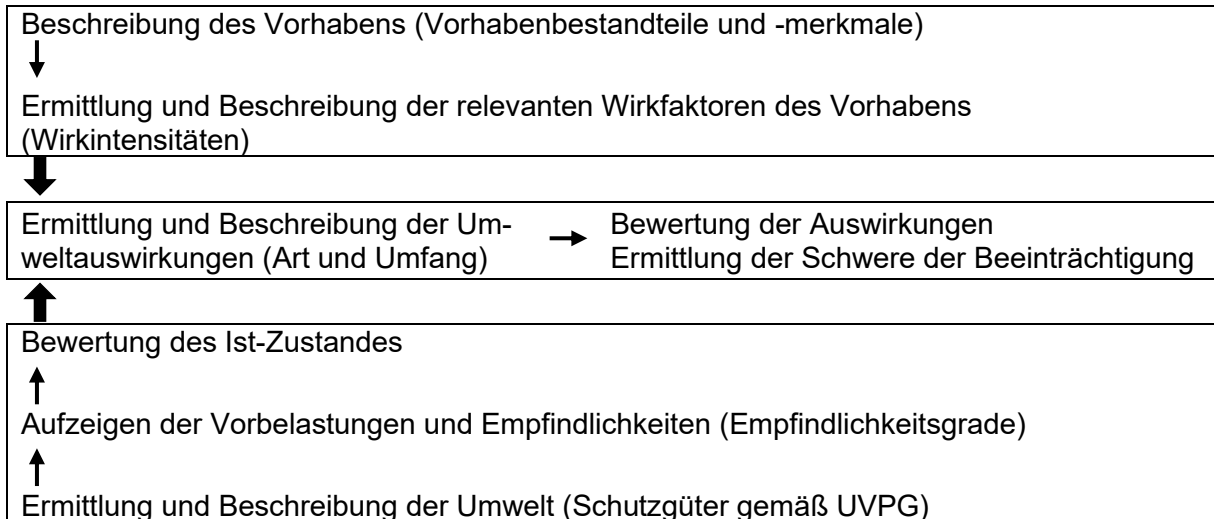 Beschreibung des Vorhabens (Vorhabenbestandteile und -merkmale)
Ermittlung und Beschreibung der relevanten Wirkfaktoren des Vorhabens
(Wirkintensitäten)
Ermittlung und Beschreibung der Um-
weltauswirkungen (Art und Umfang)
Bewertung der Auswirkungen
Ermittlung der Schwere der Beeinträchtigung
Bewertung des Ist-Zustandes
Aufzeigen der Vorbelastungen und Empfindlichkeiten (Empfindlichkeitsgrade)
Ermittlung und Beschreibung der Umwelt (Schutzgüter gemäß UVPG)